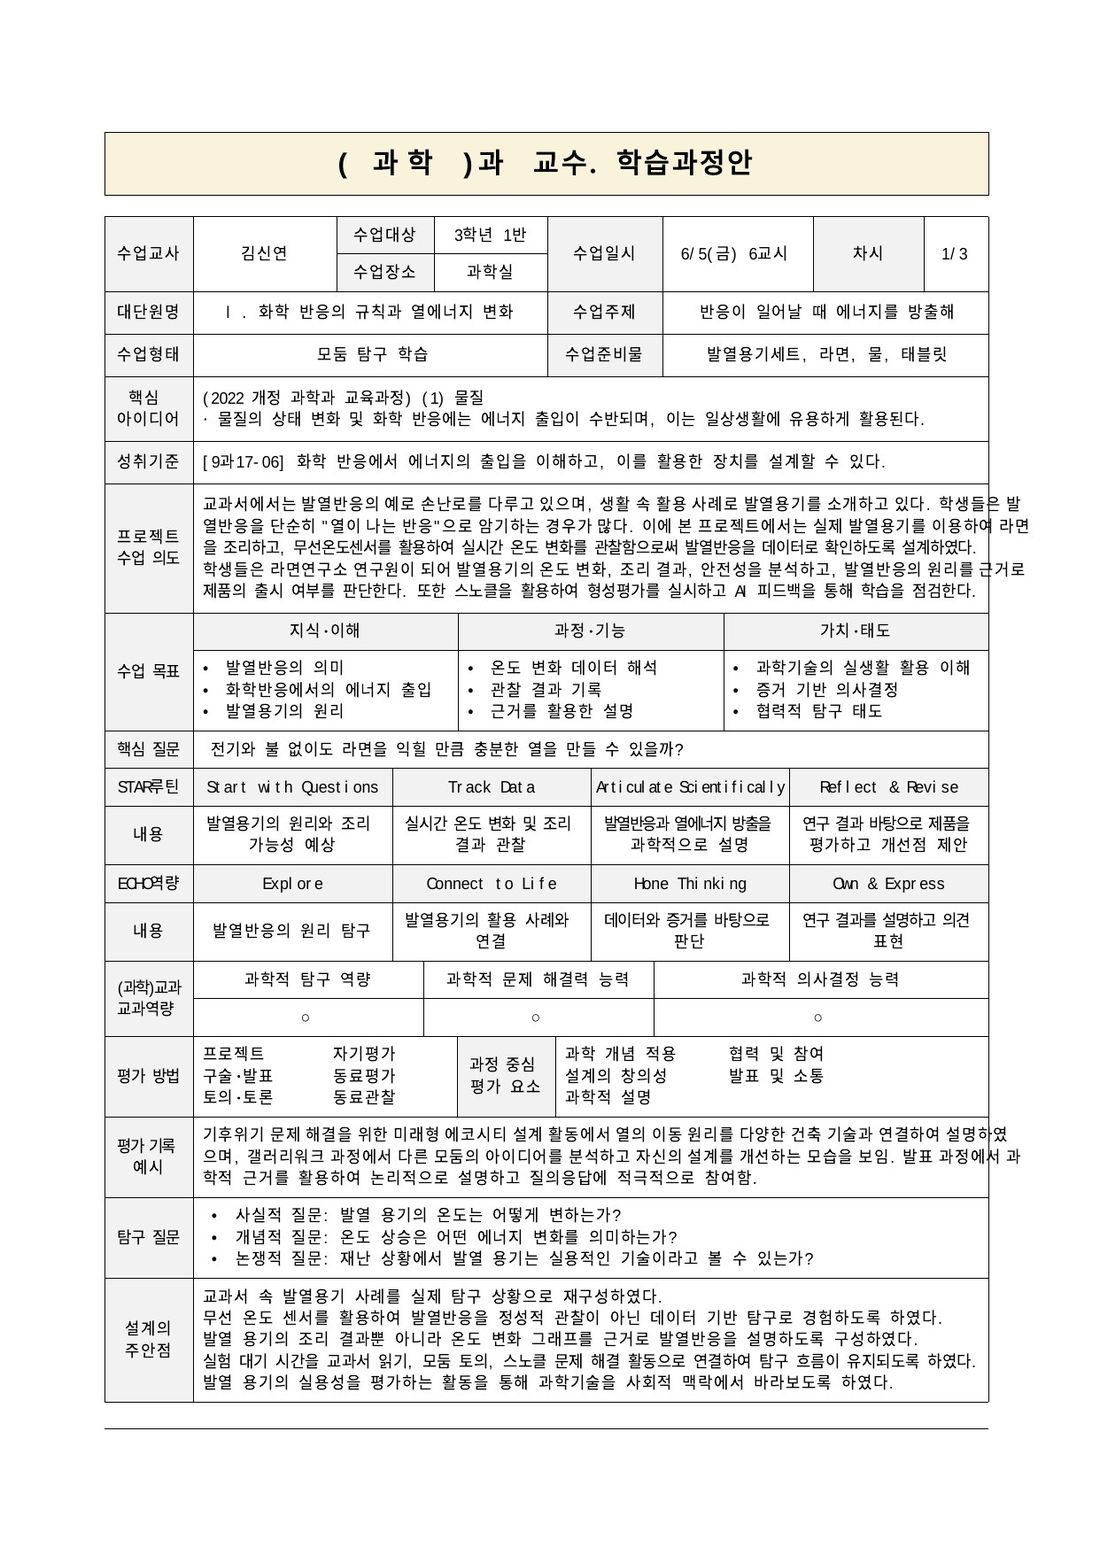 ( 과학 )과 교수. 학습과정안
수업교사 김신연 수업대상 3학년 1반 수업일시 6/5(금) 6교시 차시 1/3
수업장소 과학실
대단원명 Ⅰ. 화학 반응의 규칙과 열에너지 변화 수업주제 반응이 일어날 때 에너지를 방출해
수업형태 모둠 탐구 학습 수업준비물 발열용기세트, 라면, 물, 태블릿
핵심 아이디어
(2022 개정 과학과 교육과정) (1) 물질
· 물질의 상태 변화 및 화학 반응에는 에너지 출입이 수반되며, 이는 일상생활에 유용하게 활용된다.
성취기준 [9과17-06] 화학 반응에서 에너지의 출입을 이해하고, 이를 활용한 장치를 설계할 수 있다.
프로젝트 수업 의도
교과서에서는 발열반응의 예로 손난로를 다루고 있으며, 생활 속 활용 사례로 발열용기를 소개하고 있다. 학생들은 발
열반응을 단순히 "열이 나는 반응"으로 암기하는 경우가 많다. 이에 본 프로젝트에서는 실제 발열용기를 이용하여 라면
을 조리하고, 무선온도센서를 활용하여 실시간 온도 변화를 관찰함으로써 발열반응을 데이터로 확인하도록 설계하였다.
학생들은 라면연구소 연구원이 되어 발열용기의 온도 변화, 조리 결과, 안전성을 분석하고, 발열반응의 원리를 근거로
제품의 출시 여부를 판단한다. 또한 스노클을 활용하여 형성평가를 실시하고 AI 피드백을 통해 학습을 점검한다.
수업 목표
지식·이해 과정·기능 가치·태도
• 발열반응의 의미 • 온도 변화 데이터 해석 • 과학기술의 실생활 활용 이해
• 화학반응에서의 에너지 출입 • 관찰 결과 기록 • 증거 기반 의사결정
• 발열용기의 원리 • 근거를 활용한 설명 • 협력적 탐구 태도
핵심 질문 전기와 불 없이도 라면을 익힐 만큼 충분한 열을 만들 수 있을까?
STAR루틴 Start with Questions Track Data Articulate Scientifically Reflect & Revise
내용 발열용기의 원리와 조리 가능성 예상 실시간 온도 변화 및 조리 결과 관찰 발열반응과 열에너지 방출을 과학적으로 설명 연구 결과 바탕으로 제품을 평가하고 개선점 제안
ECHO역량 Explore Connect to Life Hone Thinking Own & Express
내용 발열반응의 원리 탐구 발열용기의 활용 사례와 연결 데이터와 증거를 바탕으로 판단 연구 결과를 설명하고 의견 표현
(과학)교과 교과역량
과학적 탐구 역량 과학적 문제 해결력 능력 과학적 의사결정 능력
○ ○ ○
평가 방법
프로젝트 자기평가
구술·발표 동료평가
토의·토론 동료관찰
과정 중심 평가 요소
과학 개념 적용 협력 및 참여
설계의 창의성 발표 및 소통
과학적 설명
평가 기록 예시
기후위기 문제 해결을 위한 미래형 에코시티 설계 활동에서 열의 이동 원리를 다양한 건축 기술과 연결하여 설명하였
으며, 갤러리워크 과정에서 다른 모둠의 아이디어를 분석하고 자신의 설계를 개선하는 모습을 보임. 발표 과정에서 과
학적 근거를 활용하여 논리적으로 설명하고 질의응답에 적극적으로 참여함.
탐구 질문
• 사실적 질문: 발열 용기의 온도는 어떻게 변하는가?
• 개념적 질문: 온도 상승은 어떤 에너지 변화를 의미하는가?
• 논쟁적 질문: 재난 상황에서 발열 용기는 실용적인 기술이라고 볼 수 있는가?
설계의 주안점
교과서 속 발열용기 사례를 실제 탐구 상황으로 재구성하였다.
무선 온도 센서를 활용하여 발열반응을 정성적 관찰이 아닌 데이터 기반 탐구로 경험하도록 하였다.
발열 용기의 조리 결과뿐 아니라 온도 변화 그래프를 근거로 발열반응을 설명하도록 구성하였다.
실험 대기 시간을 교과서 읽기, 모둠 토의, 스노클 문제 해결 활동으로 연결하여 탐구 흐름이 유지되도록 하였다.
발열 용기의 실용성을 평가하는 활동을 통해 과학기술을 사회적 맥락에서 바라보도록 하였다.